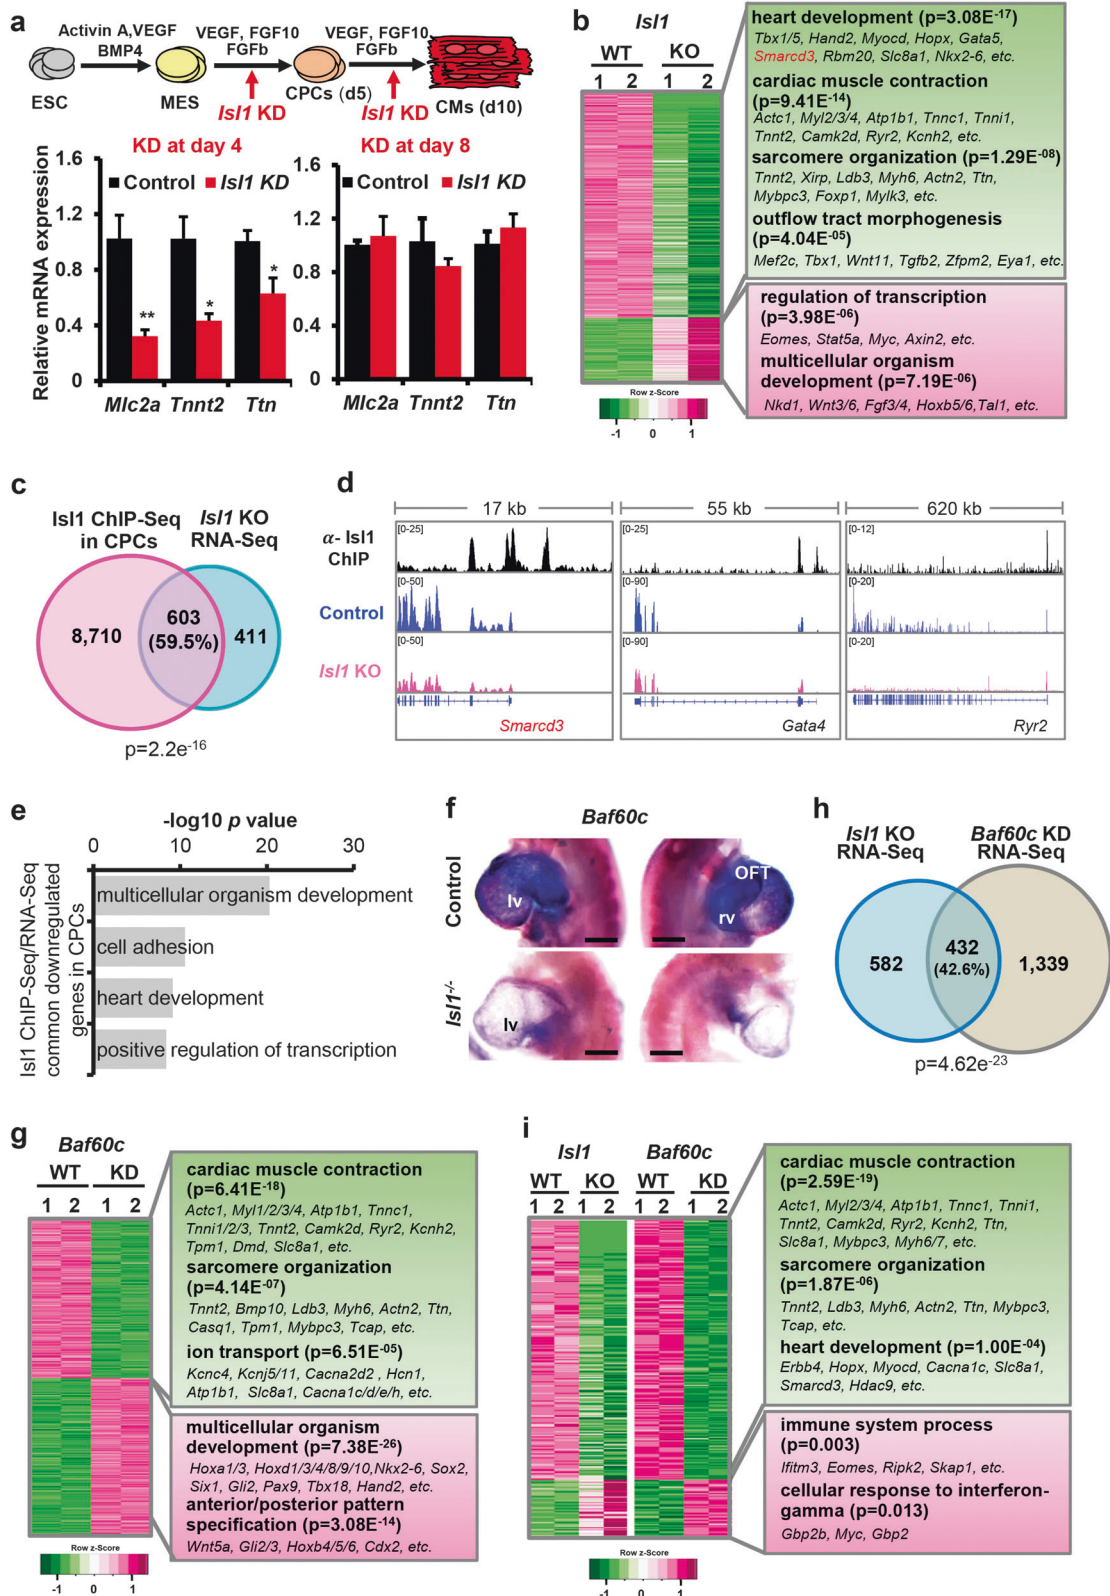 a
Activin A,VEGF
BMP4
VEGF, FGF10
FGFb
VEGF, FGF10
FGFb
ESC
MES
CPCs (d5)
CMs (d10)
Isl1 KD
Isl1 KD
KD at day 4
KD at day 8
Control
Isl1 KD
Control
Isl1 KD
Relative mRNA expression
1.6
1.2
0.8
0.4
0
**
*
*
Mlc2a Tnnt2 Ttn
1.6
1.2
0.8
0.4
0
Mlc2a Tnnt2 Ttn
b
Isl1
WT KO
1 2 1 2
heart development (p=3.08E-17)
Tbx1/5, Hand2, Myocd, Hopx, Gata5,
Smarcd3, Rbm20, Slc8a1, Nkx2-6, etc.
cardiac muscle contraction
(p=9.41E-14)
Actc1, Myl2/3/4, Atp1b1, Tnnc1, Tnni1,
Tnnt2, Camk2d, Ryr2, Kcnh2, etc.
sarcomere organization (p=1.29E-08)
Tnnt2, Xirp, Ldb3, Myh6, Actn2, Ttn,
Mybpc3, Foxp1, Mylk3, etc.
outflow tract morphogenesis
(p=4.04E-05)
Mef2c, Tbx1, Wnt11, Tgfb2, Zfpm2, Eya1, etc.
regulation of transcription
(p=3.98E-06)
Eomes, Stat5a, Myc, Axin2, etc.
multicellular organism
development (p=7.19E-06)
Nkd1, Wnt3/6, Fgf3/4, Hoxb5/6,Tal1, etc.
Row z-Score
-1 0 1
c
Isl1 ChIP-Seq
in CPCs
Isl1 KO
RNA-Seq
8,710
603
(59.5%)
411
p=2.2e-16
d
17 kb
55 kb
620 kb
α- Isl1
ChIP
[0-25]
[0-25]
[0-12]
Control
[0-50]
[0-90]
[0-20]
Isl1 KO
[0-50]
[0-90]
[0-20]
Smarcd3
Gata4
Ryr2
e
-log10 p value
0 10 20 30
Isl1 ChIP-Seq/RNA-Seq
common downregulated
genes in CPCs
multicellular organism development
cell adhesion
heart development
positive regulation of transcription
f
Baf60c
Control
lv
OFT
rv
Isl1-/-
lv
h
Isl1 KO
RNA-Seq
Baf60c KD
RNA-Seq
582
432
(42.6%)
1,339
p=4.62e-23
g
Baf60c
WT KD
1 2 1 2
cardiac muscle contraction
(p=6.41E-18)
Actc1, Myl1/2/3/4, Atp1b1, Tnnc1,
Tnni1/2/3, Tnnt2, Camk2d, Ryr2, Kcnh2,
Tpm1, Dmd, Slc8a1, etc.
sarcomere organization
(p=4.14E-07)
Tnnt2, Bmp10, Ldb3, Myh6, Actn2, Ttn,
Casq1, Tpm1, Mybpc3, Tcap, etc.
ion transport (p=6.51E-05)
Kcnc4, Kcnj5/11, Cacna2d2 , Hcn1,
Atp1b1, Slc8a1, Cacna1c/d/e/h, etc.
multicellular organism
development (p=7.38E-26)
Hoxa1/3, Hoxd1/3/4/8/9/10,Nkx2-6, Sox2,
Six1, Gli2, Pax9, Tbx18, Hand2, etc.
anterior/posterior pattern
specification (p=3.08E-14)
Wnt5a, Gli2/3, Hoxb4/5/6, Cdx2, etc.
Row z-Score
-1 0 1
i
Isl1 Baf60c
WT KO WT KD
1 2 1 2 1 2 1 2
cardiac muscle contraction
(p=2.59E-19)
Actc1, Myl2/3/4, Atp1b1, Tnnc1, Tnni1,
Tnnt2, Camk2d, Ryr2, Kcnh2, Ttn,
Slc8a1, Mybpc3, Myh6/7, etc.
sarcomere organization
(p=1.87E-06)
Tnnt2, Ldb3, Myh6, Actn2, Ttn, Mybpc3,
Tcap, etc.
heart development (p=1.00E-04)
Erbb4, Hopx, Myocd, Cacna1c, Slc8a1,
Smarcd3, Hdac9, etc.
immune system process
(p=0.003)
Ifitm3, Eomes, Ripk2, Skap1, etc.
cellular response to interferon-
gamma (p=0.013)
Gbp2b, Myc, Gbp2
Row z-Score
-1 0 1